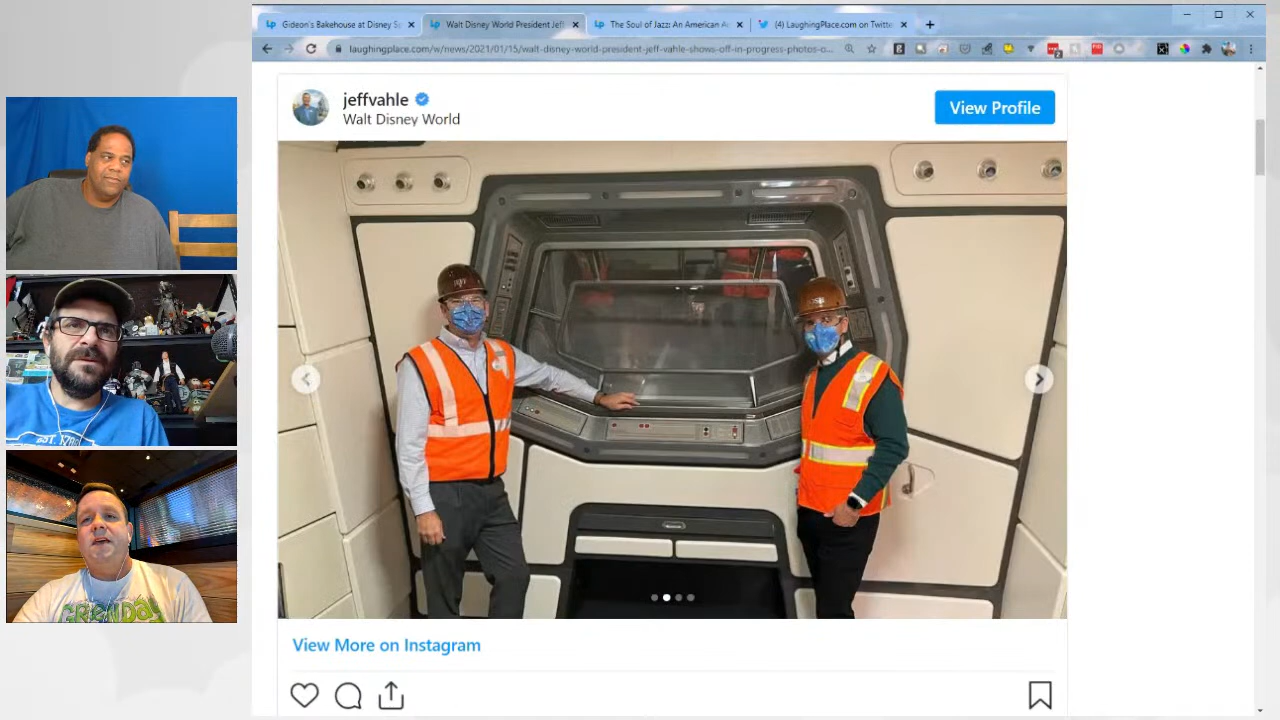 Gideon's Bakehouse at Disney S
Walt Disney World President Jeff
The Soul of Jazz: An American A
(4) LaughingPlace.com on Twitte
laughingplace.com/w/news/2021/01/15/walt-disney-world-president-jeff-vahle-shows-off-in-progress-photos-o...
jeffvahle
Walt Disney World
View Profile
View More on Instagram